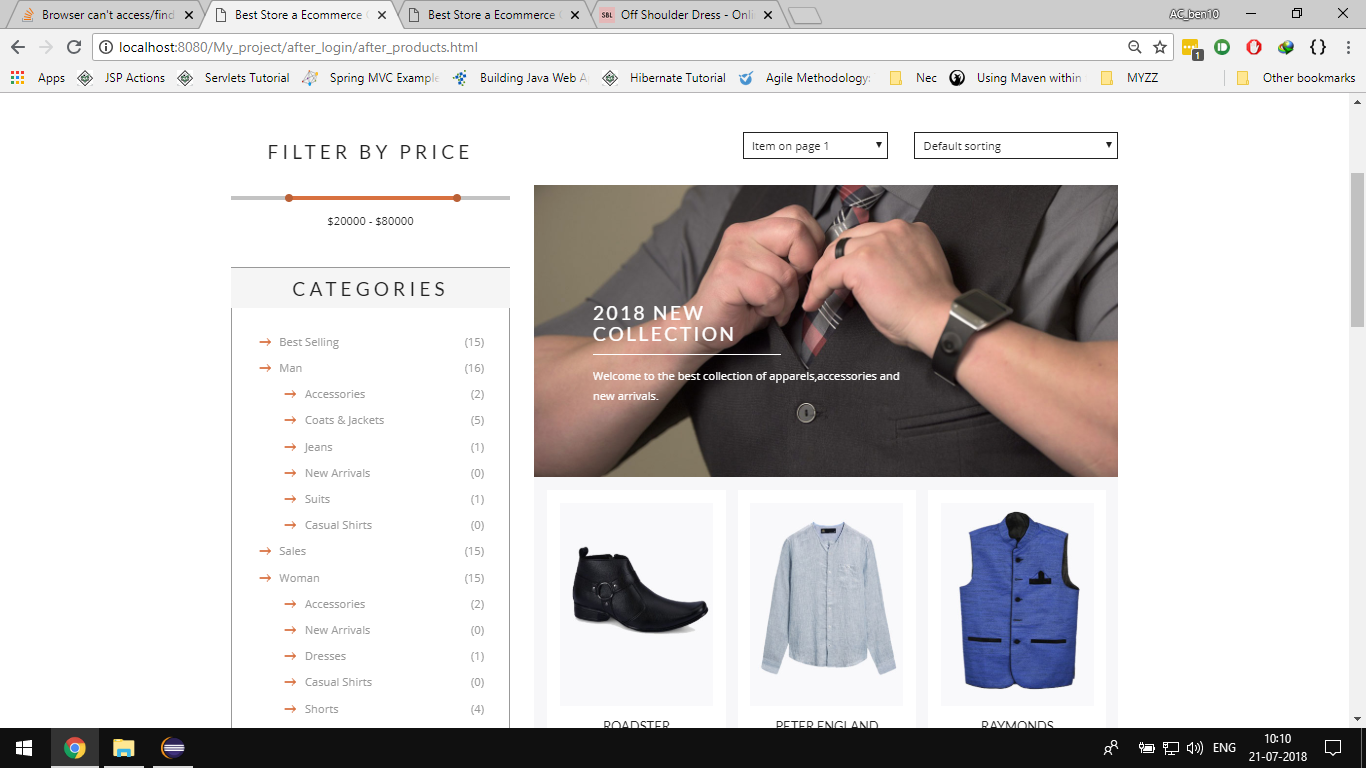 Browser can't access/find
Best Store a Ecommerce
Best Store a Ecommerce
SBL Off Shoulder Dress - Onli
AC_ben10
localhost:8080/My_project/after_login/after_products.html
1
Apps
JSP Actions
Servlets Tutorial
Spring MVC Example
Building Java Web A
Hibernate Tutorial
Agile Methodology:
Nec
Using Maven within
MYZZ
Other bookmarks
FILTER BY PRICE
Item on page 1
Default sorting
$20000 - $80000
CATEGORIES
Best Selling (15)
Man (16)
Accessories (2)
Coats & Jackets (5)
Jeans (1)
New Arrivals (0)
Suits (1)
Casual Shirts (0)
Sales (15)
Woman (15)
Accessories (2)
New Arrivals (0)
Dresses (1)
Casual Shirts (0)
Shorts (4)
2018 NEW
COLLECTION
Welcome to the best collection of apparels,accessories and
new arrivals.
ROADSTER
PETER ENGLAND
RAYMONDS
ENG
10:10
21-07-2018